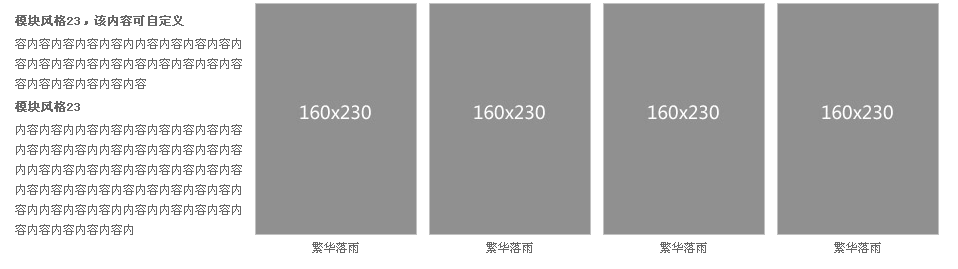 模块风格23，该内容可自定义
容内容内容内容内容内内容内容内容内容内
容内容内容内容内容内容内容内容内容内容
容内容内容内容内容内容
模块风格23
内容内容内内容内容内容内容内容内容内容
内容内容内容内容内容内容内容内容内容内容
内内容内容内容内容内容内容内容内容内容
内容内容内容内容内容内容内容内容内容内
容内内容内容内容内容内内容内容内容内容内
容内容内容内容内容内
160x230
160x230
160x230
160x230
繁华落雨
繁华落雨
繁华落雨
繁华落雨